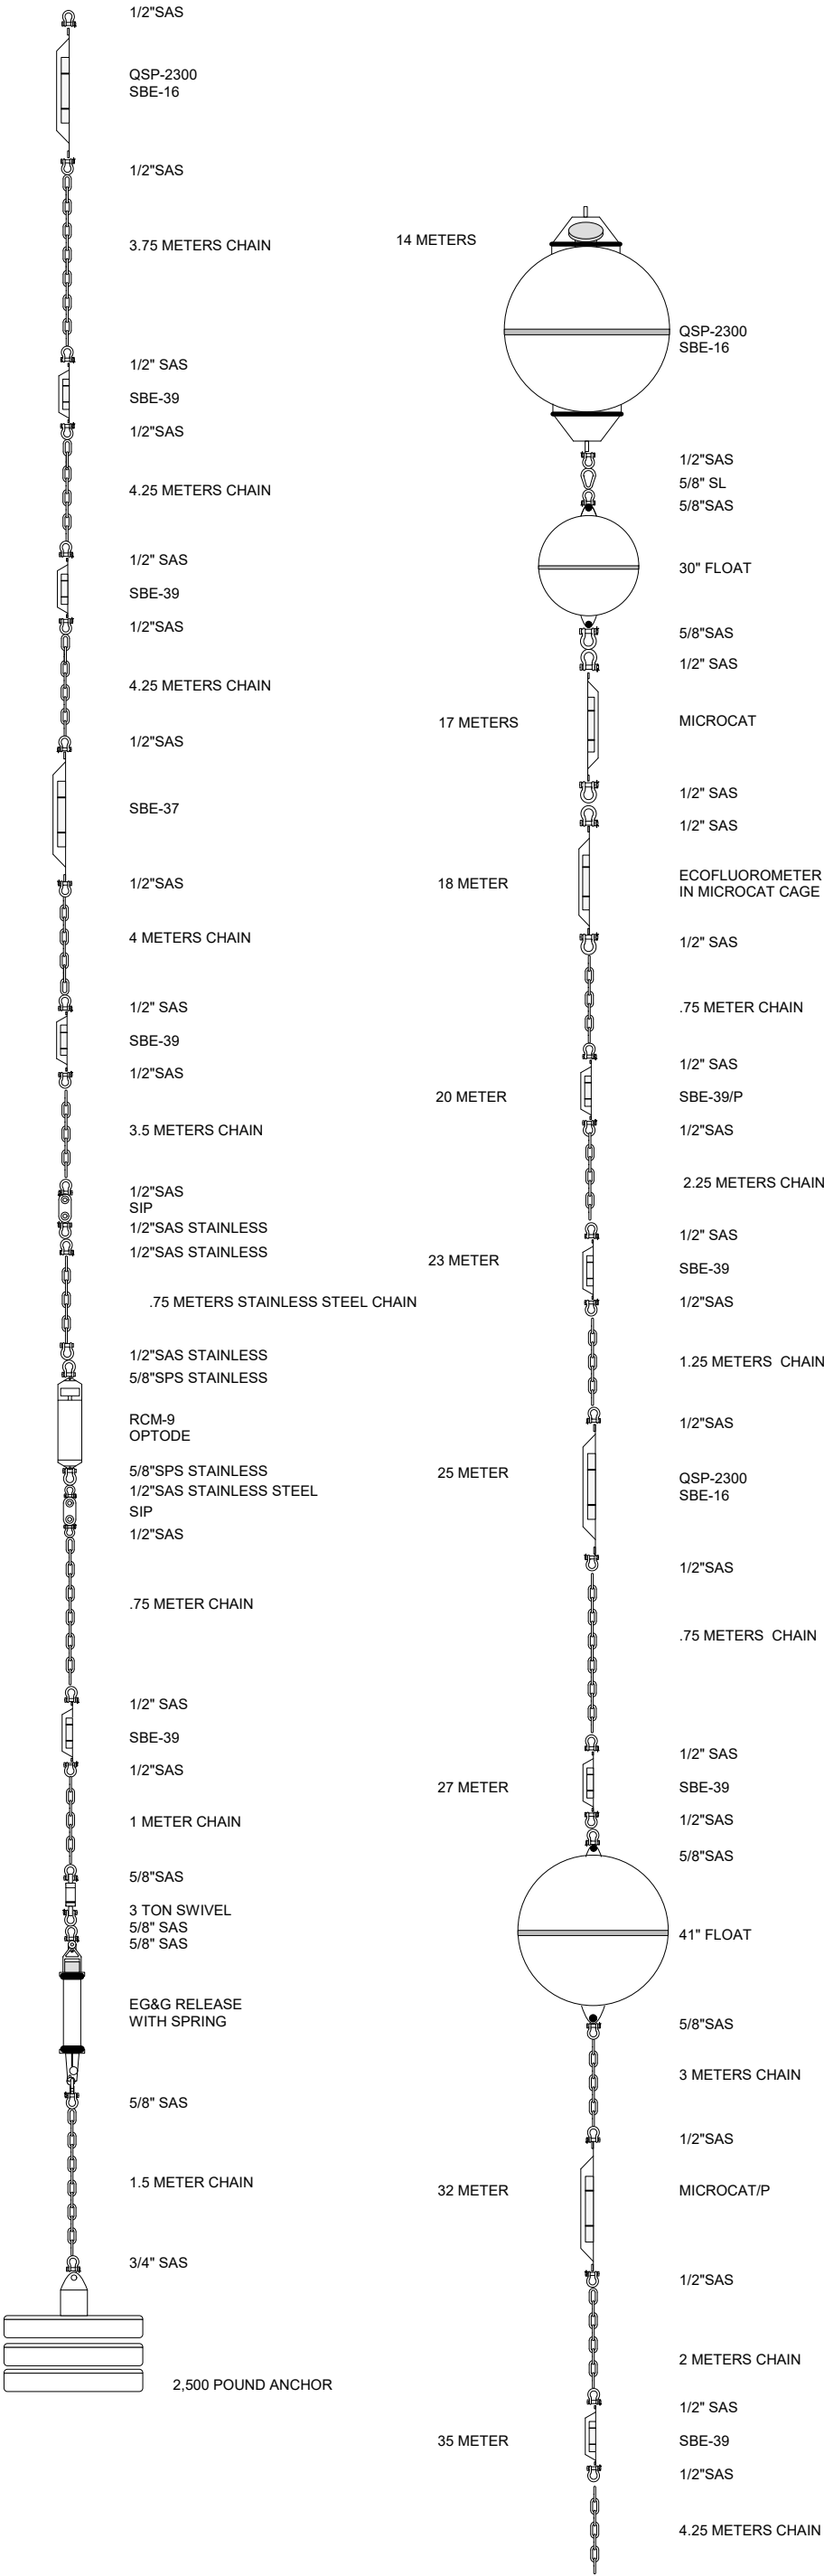 1/2"SAS
QSP-2300
SBE-16
1/2"SAS
3.75 METERS CHAIN
1/2" SAS
SBE-39
1/2"SAS
4.25 METERS CHAIN
1/2" SAS
SBE-39
1/2"SAS
4.25 METERS CHAIN
1/2"SAS
SBE-37
1/2"SAS
4 METERS CHAIN
1/2" SAS
SBE-39
1/2"SAS
3.5 METERS CHAIN
1/2"SAS
SIP
1/2"SAS STAINLESS
1/2"SAS STAINLESS
.75 METERS STAINLESS STEEL CHAIN
1/2"SAS STAINLESS
5/8"SPS STAINLESS
RCM-9
OPTODE
5/8"SPS STAINLESS
1/2"SAS STAINLESS STEEL
SIP
1/2"SAS
.75 METER CHAIN
1/2" SAS
SBE-39
1/2"SAS
1 METER CHAIN
5/8"SAS
3 TON SWIVEL
5/8" SAS
5/8" SAS
EG&G RELEASE
WITH SPRING
5/8" SAS
1.5 METER CHAIN
3/4" SAS
2,500 POUND ANCHOR
14 METERS
QSP-2300
SBE-16
1/2"SAS
5/8" SL
5/8"SAS
30" FLOAT
5/8"SAS
1/2" SAS
17 METERS
MICROCAT
1/2" SAS
1/2" SAS
18 METER
ECOFLUOROMETER
IN MICROCAT CAGE
1/2" SAS
.75 METER CHAIN
1/2" SAS
20 METER
SBE-39/P
1/2"SAS
2.25 METERS CHAIN
1/2" SAS
23 METER
SBE-39
1/2"SAS
1.25 METERS CHAIN
1/2"SAS
25 METER
QSP-2300
SBE-16
1/2"SAS
.75 METERS CHAIN
1/2" SAS
27 METER
SBE-39
1/2"SAS
5/8"SAS
41" FLOAT
5/8"SAS
3 METERS CHAIN
1/2"SAS
32 METER
MICROCAT/P
1/2"SAS
2 METERS CHAIN
1/2" SAS
35 METER
SBE-39
1/2"SAS
4.25 METERS CHAIN